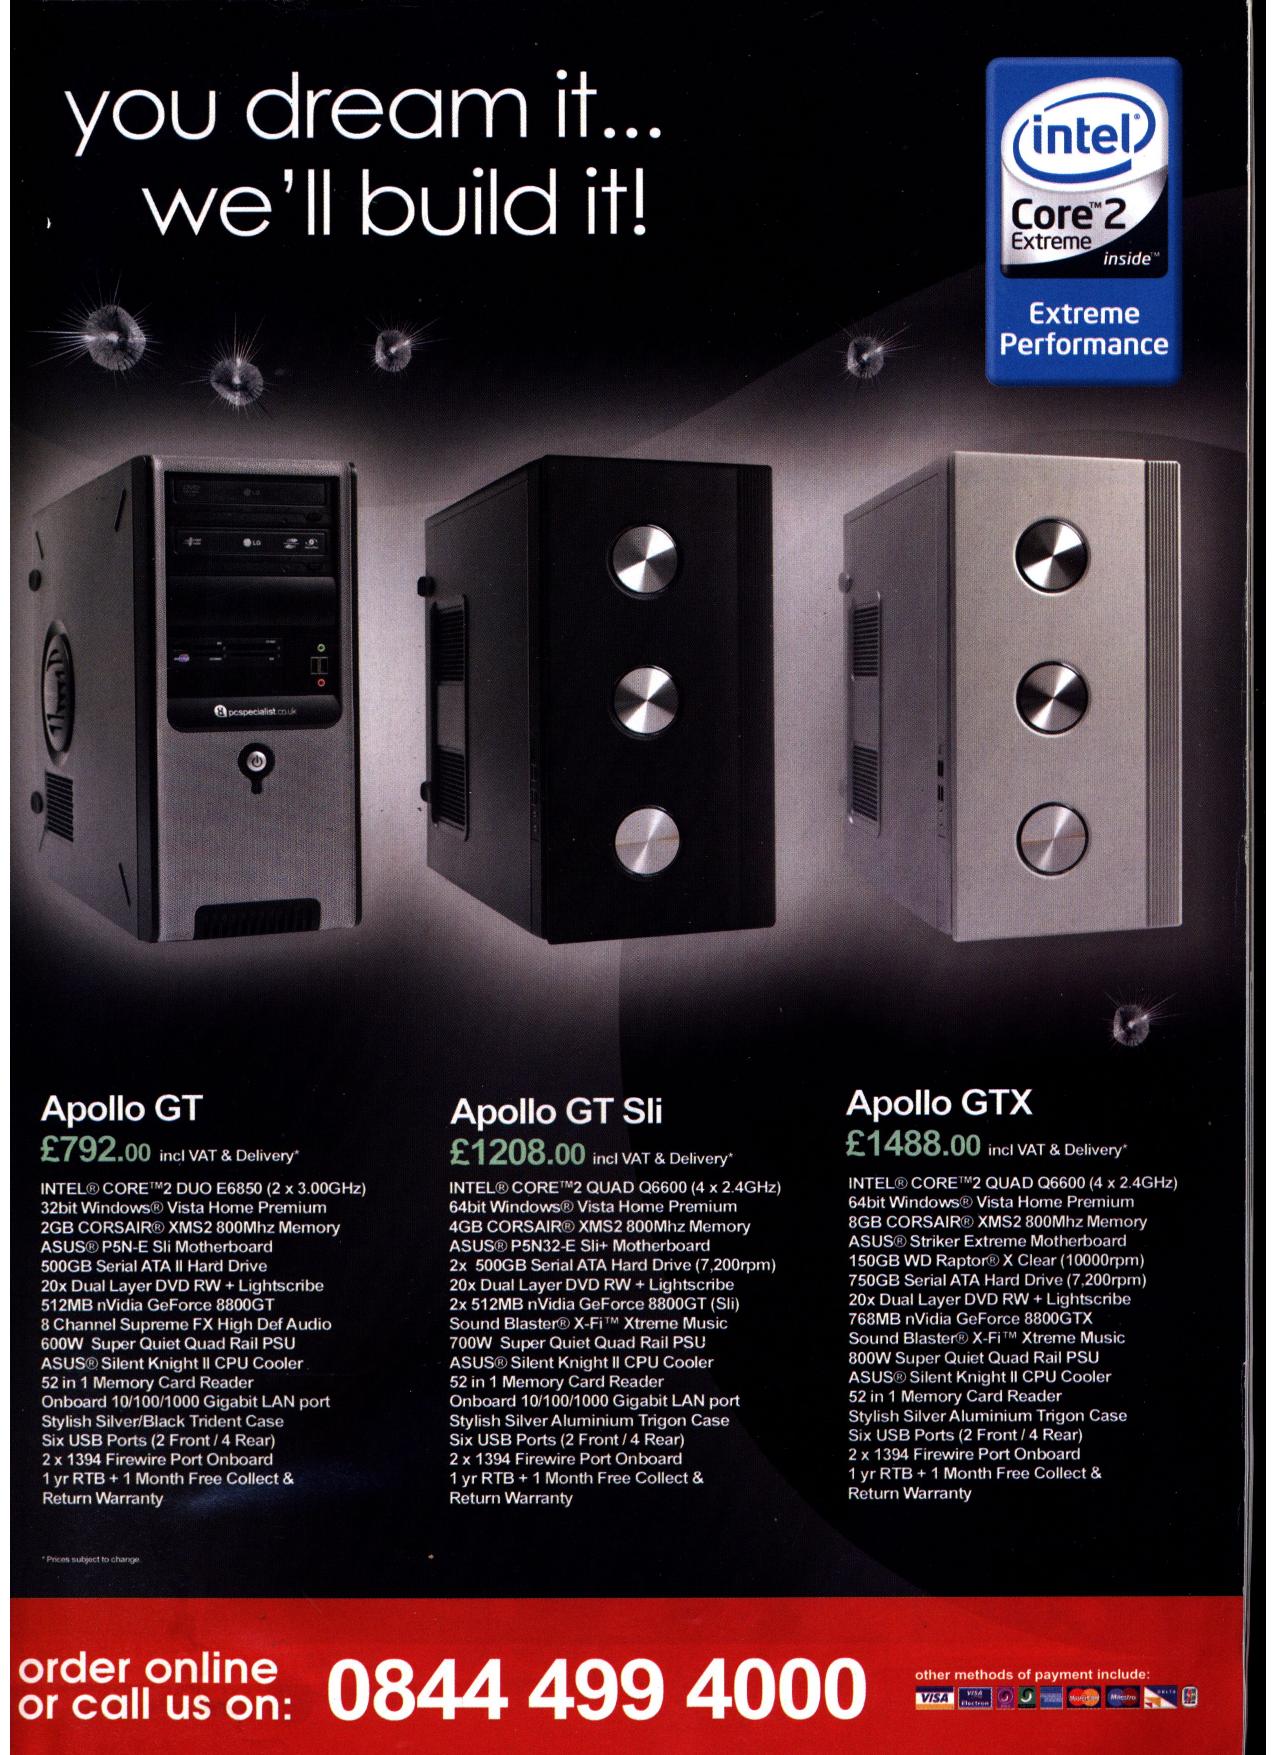 you dream it...
we'll build it!
intel®
Core™2
Extreme
inside™
Extreme
Performance
LG
LG
pcspecialist.co.uk
Apollo GT
£792.00 incl VAT & Delivery*
INTEL® CORE™2 DUO E6850 (2 x 3.00GHz)
32bit Windows® Vista Home Premium
2GB CORSAIR® XMS2 800Mhz Memory
ASUS® P5N-E Sli Motherboard
500GB Serial ATA II Hard Drive
20x Dual Layer DVD RW + Lightscribe
512MB nVidia GeForce 8800GT
8 Channel Supreme FX High Def Audio
600W Super Quiet Quad Rail PSU
ASUS® Silent Knight II CPU Cooler
52 in 1 Memory Card Reader
Onboard 10/100/1000 Gigabit LAN port
Stylish Silver/Black Trident Case
Six USB Ports (2 Front / 4 Rear)
2 x 1394 Firewire Port Onboard
1 yr RTB + 1 Month Free Collect &
Return Warranty
Apollo GT Sli
£1208.00 incl VAT & Delivery*
INTEL® CORE™2 QUAD Q6600 (4 x 2.4GHz)
64bit Windows® Vista Home Premium
4GB CORSAIR® XMS2 800Mhz Memory
ASUS® P5N32-E Sli+ Motherboard
2x 500GB Serial ATA Hard Drive (7,200rpm)
20x Dual Layer DVD RW + Lightscribe
2x 512MB nVidia GeForce 8800GT (Sli)
Sound Blaster® X-Fi™ Xtreme Music
700W Super Quiet Quad Rail PSU
ASUS® Silent Knight II CPU Cooler
52 in 1 Memory Card Reader
Onboard 10/100/1000 Gigabit LAN port
Stylish Silver Aluminium Trigon Case
Six USB Ports (2 Front / 4 Rear)
2 x 1394 Firewire Port Onboard
1 yr RTB + 1 Month Free Collect &
Return Warranty
Apollo GTX
£1488.00 incl VAT & Delivery*
INTEL® CORE™2 QUAD Q6600 (4 x 2.4GHz)
64bit Windows® Vista Home Premium
8GB CORSAIR® XMS2 800Mhz Memory
ASUS® Striker Extreme Motherboard
150GB WD Raptor® X Clear (10000rpm)
750GB Serial ATA Hard Drive (7,200rpm)
20x Dual Layer DVD RW + Lightscribe
768MB nVidia GeForce 8800GTX
Sound Blaster® X-Fi™ Xtreme Music
800W Super Quiet Quad Rail PSU
ASUS® Silent Knight II CPU Cooler
52 in 1 Memory Card Reader
Stylish Silver Aluminium Trigon Case
Six USB Ports (2 Front / 4 Rear)
2 x 1394 Firewire Port Onboard
1 yr RTB + 1 Month Free Collect &
Return Warranty
* Prices subject to change.
order online
or call us on:
0844 499 4000
other methods of payment include:
VISA VISA Electron MasterCard Maestro DELTA